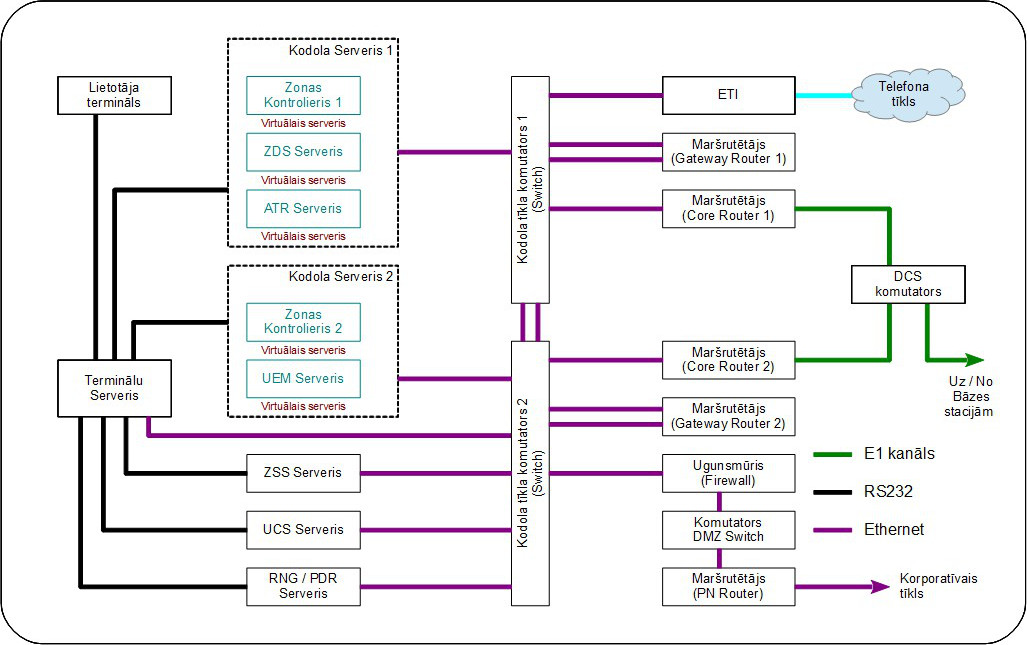 Lietotāja
termināls
Kodola Serveris 1
Zonas
Kontrolieris 1
Virtuālais serveris
ZDS Serveris
Virtuālais serveris
ATR Serveris
Virtuālais serveris
Kodola Serveris 2
Zonas
Kontrolieris 2
Virtuālais serveris
UEM Serveris
Virtuālais serveris
Terminālu
Serveris
ZSS Serveris
UCS Serveris
RNG / PDR
Serveris
Kodola tīkla komutators 1
(Switch)
Kodola tīkla komutators 2
(Switch)
ETI
Telefona
tīkls
Maršrutētājs
(Gateway Router 1)
Maršrutētājs
(Core Router 1)
DCS
komutators
Maršrutētājs
(Core Router 2)
Uz / No
Bāzes
stacijām
Maršrutētājs
(Gateway Router 2)
Ugunsmūris
(Firewall)
Komutators
DMZ Switch
Maršrutētājs
(PN Router)
Korporatīvais
tīkls
E1 kanāls
RS232
Ethernet